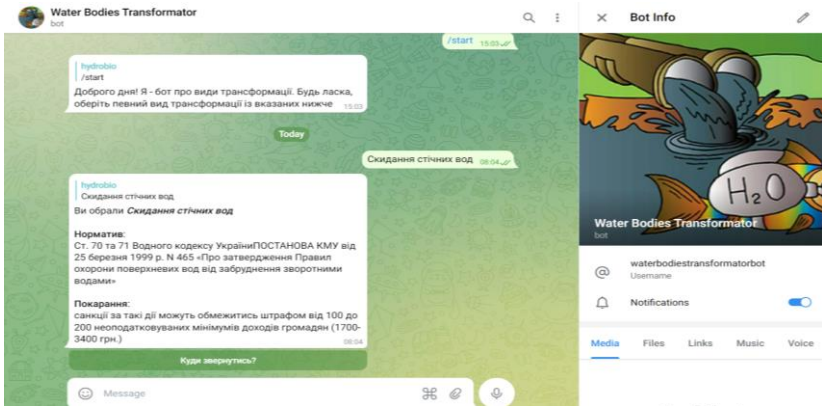 Water Bodies Transformator
bot
/start 15:03
hydrobio
/start
Доброго дня! Я - бот про види трансформації. Будь ласка,
оберіть певний вид трансформації із вказаних нижче 15:03
Today
Скидання стічних вод 08:04
hydrobio
Скидання стічних вод
Ви обрали Скидання стічних вод
Норматив:
Ст. 70 та 71 Водного кодексу УкраїниПОСТАНОВА КМУ від
25 березня 1999 р. N 465 «Про затвердження Правил
охорони поверхневих вод від забруднення зворотними
водами»
Покарання:
санкції за такі дії можуть обмежитись штрафом від 100 до
200 неоподатковуваних мінімумів доходів громадян (1700-
3400 грн.) 08:04
Куди звернутись?
Message
Bot Info
H₂O
Water Bodies Transformator
bot
waterbodiestransformatorbot
Username
Notifications
Media Files Links Music Voice